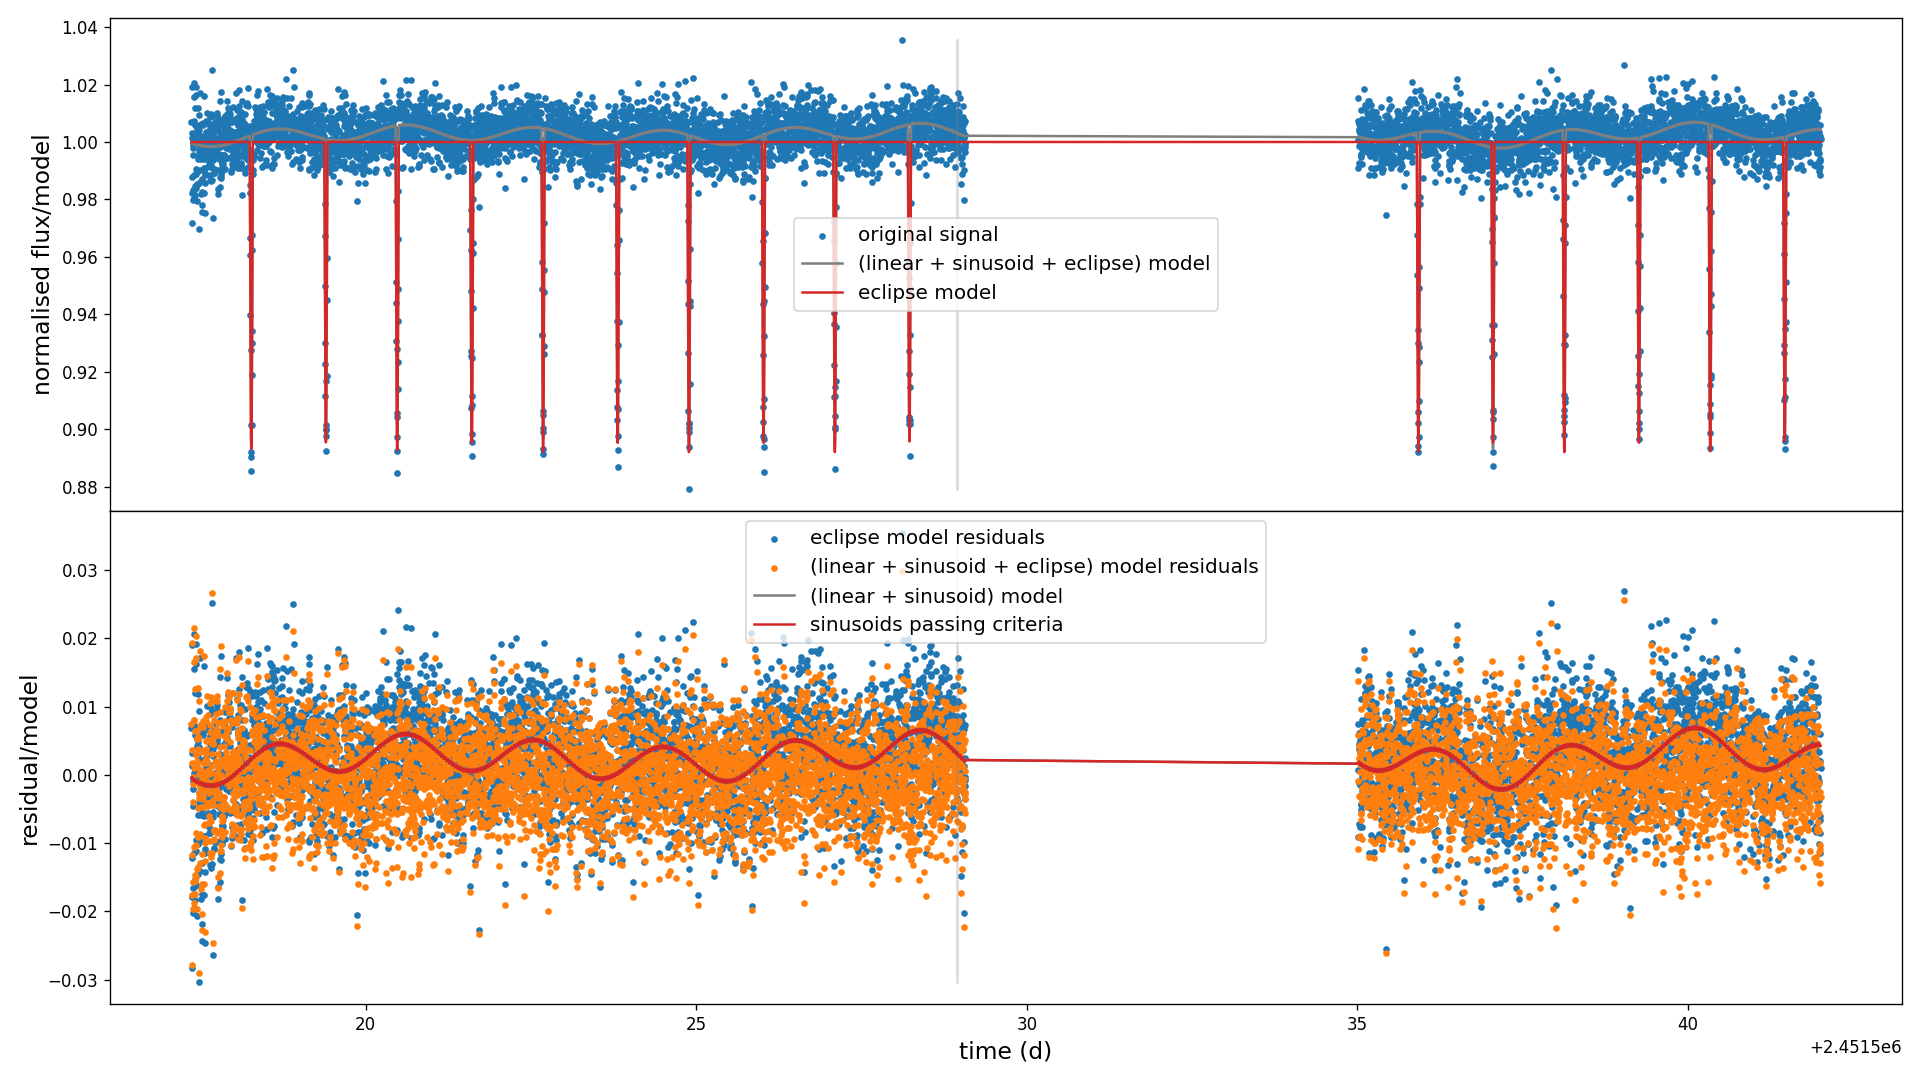 1.04
1.02
1.00
0.98
0.96
0.94
0.92
0.90
0.88
normalised flux/model
original signal
(linear + sinusoid + eclipse) model
eclipse model
0.03
0.02
0.01
0.00
−0.01
−0.02
−0.03
residual/model
eclipse model residuals
(linear + sinusoid + eclipse) model residuals
(linear + sinusoid) model
sinusoids passing criteria
20
25
30
35
40
time (d)
+2.4515e6